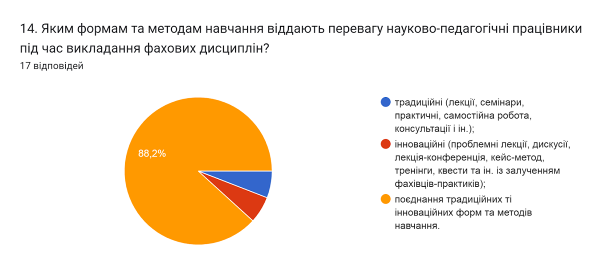 14. Яким формам та методам навчання віддають перевагу науково-педагогічні працівники
під час викладання фахових дисциплін?
17 відповідей
88,2%
традиційні (лекції, семінари,
практичні, самостійна робота,
консультації і ін.);
інноваційні (проблемні лекції, дискусії,
лекція-конференція, кейс-метод,
тренінги, квести та ін. із залученням
фахівців-практиків);
поєднання традиційних ті
інноваційних форм та методів
навчання.